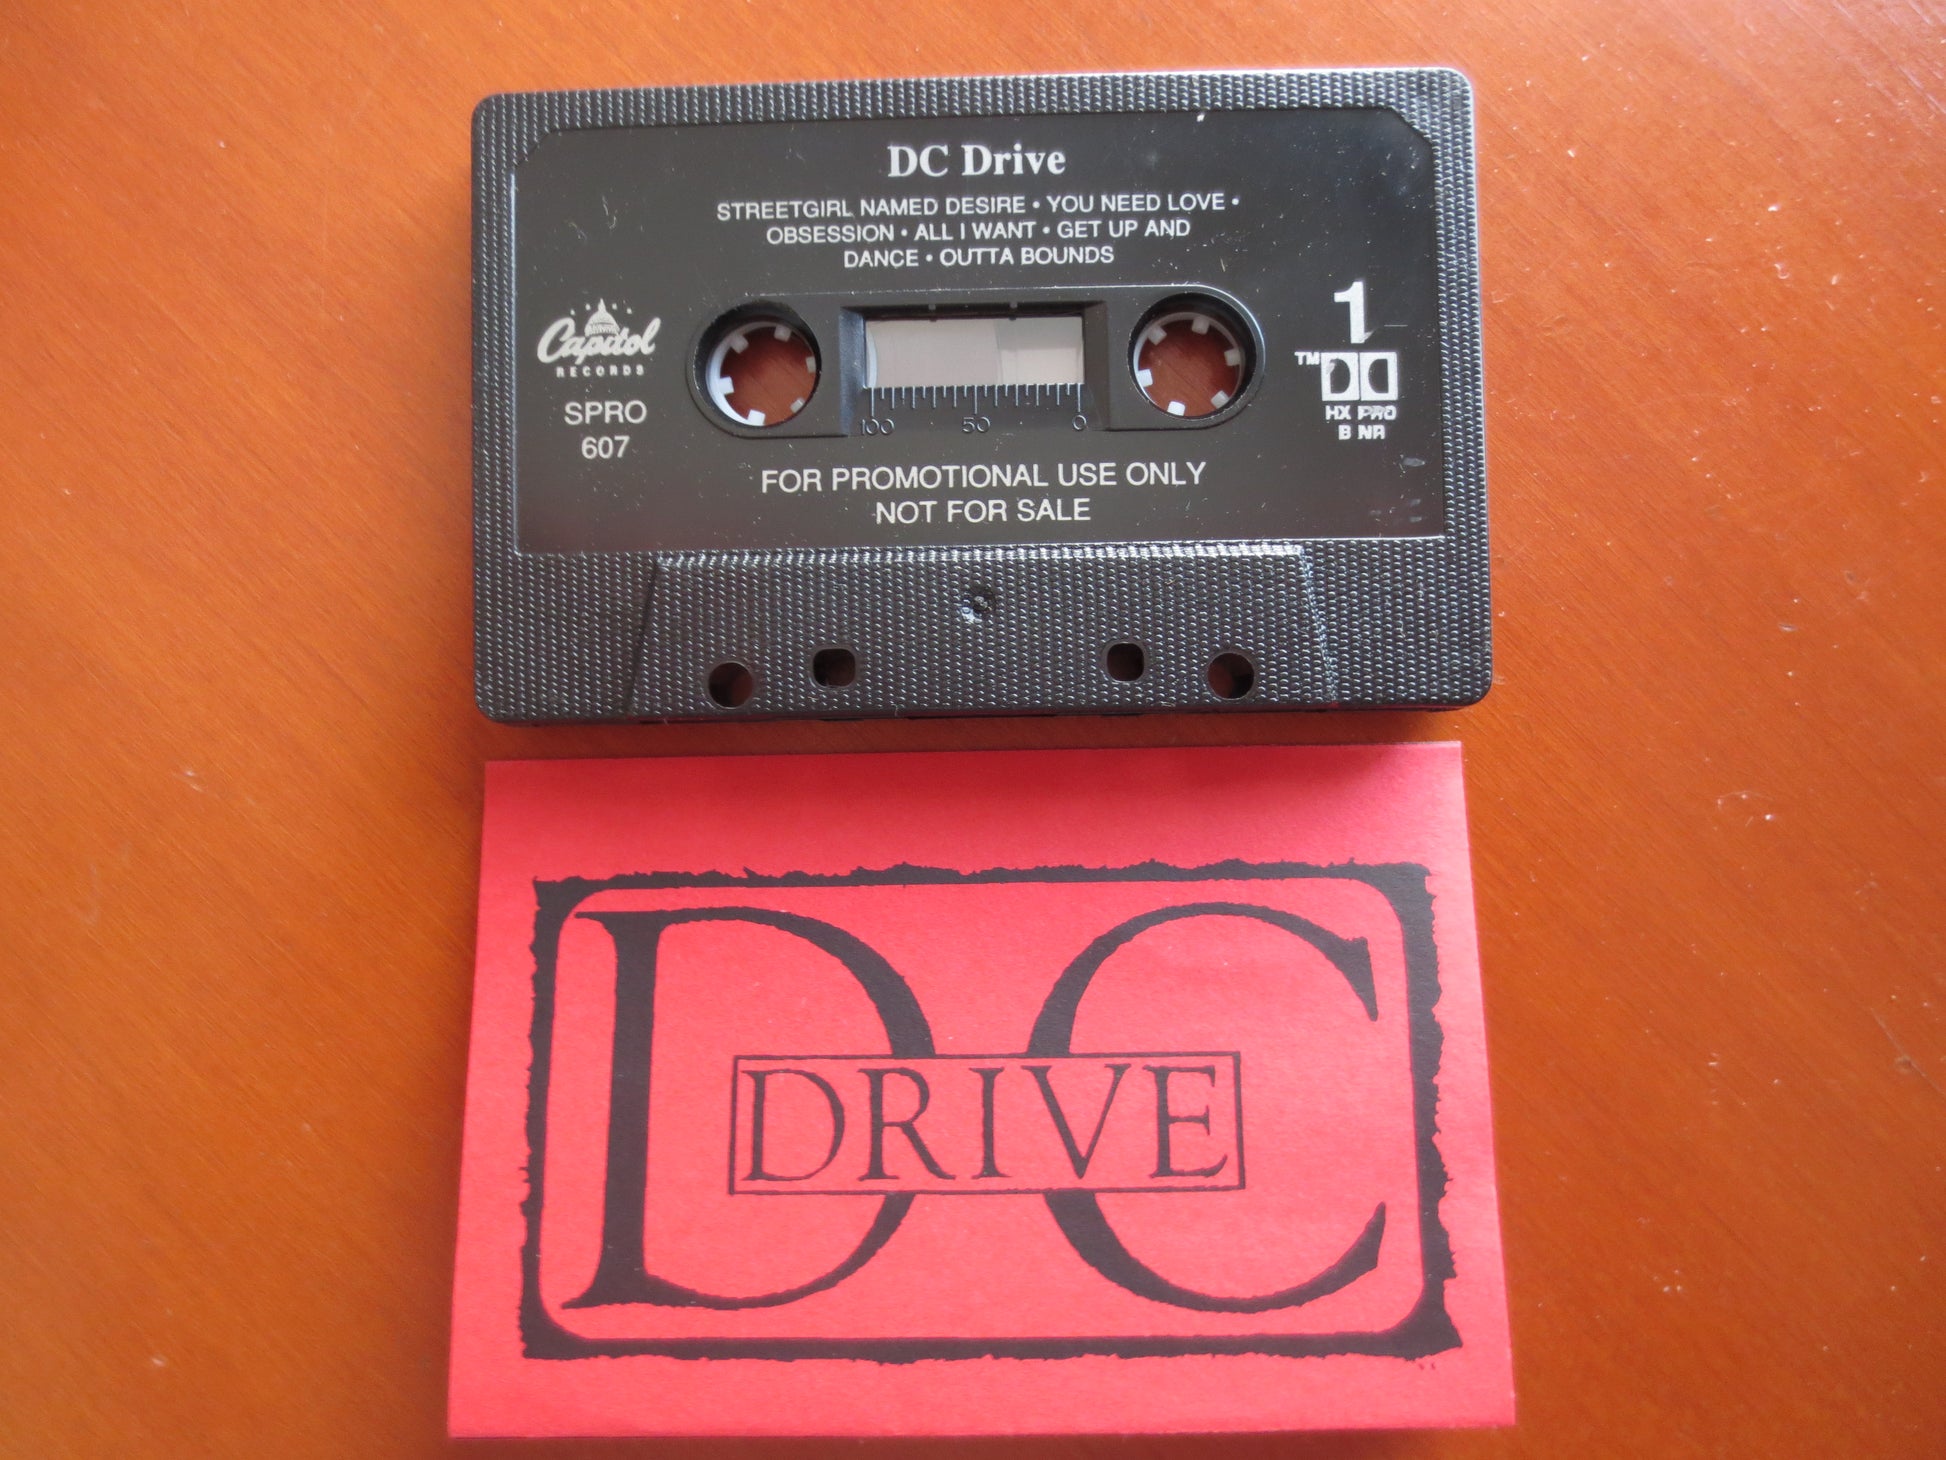 DC Drive
STREETGIRL NAMED DESIRE • YOU NEED LOVE •
OBSESSION • ALL I WANT • GET UP AND
DANCE • OUTTA BOUNDS
Capitol
RECORDS
SPRO
607
1
TM
HX PRO
B NR
100 50 0
FOR PROMOTIONAL USE ONLY
NOT FOR SALE
DC
DRIVE